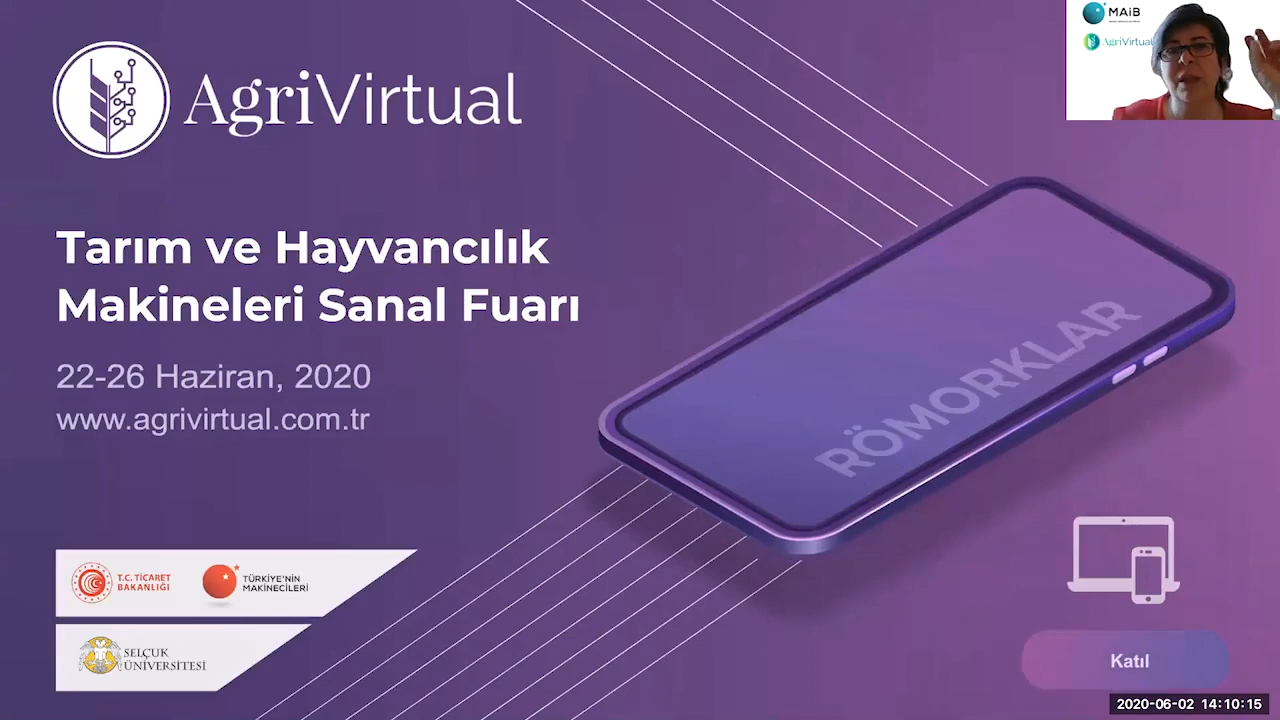 AgriVirtual
MAiB
AgriVirtual
Tarım ve Hayvancılık
Makineleri Sanal Fuarı
22-26 Haziran, 2020
www.agrivirtual.com.tr
RÖMORKLAR
T.C. TİCARET
BAKANLIĞI
TÜRKİYE'NİN
MAKİNECİLERİ
SELÇUK
ÜNİVERSİTESİ
Katıl
2020-06-02 14:10:15